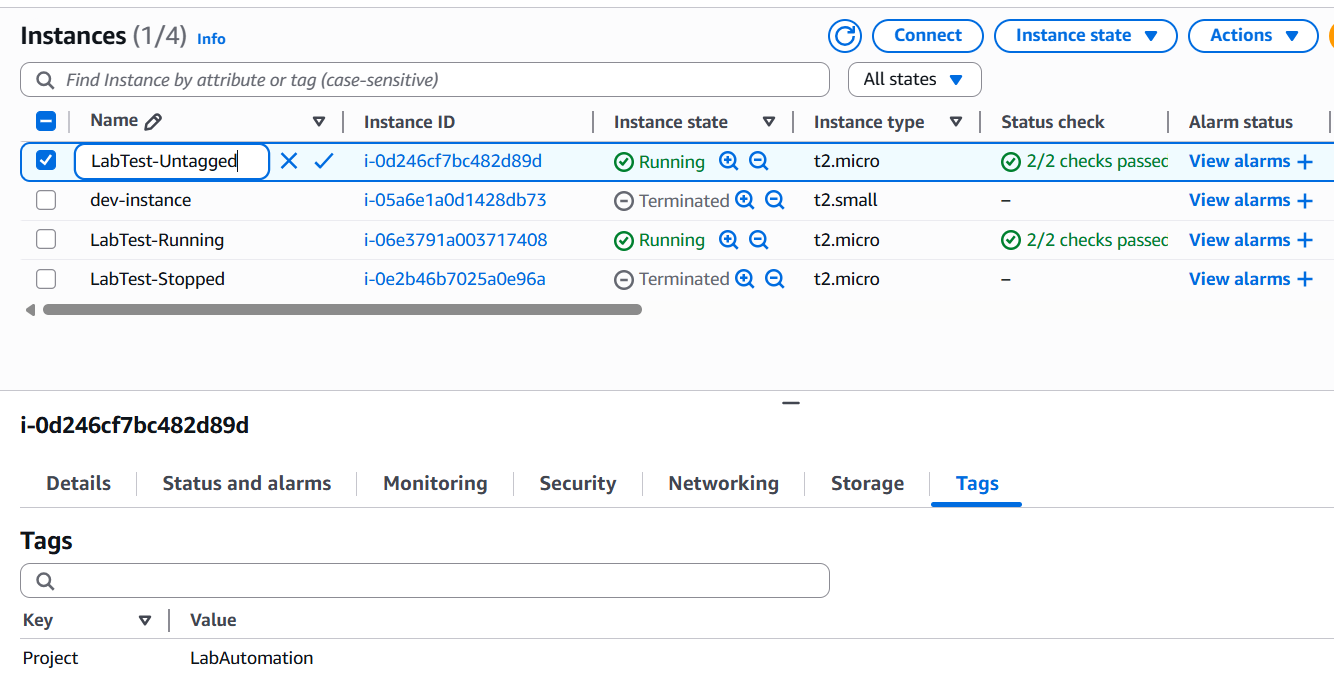 Instances (1/4) Info Connect Instance state Actions
Find Instance by attribute or tag (case-sensitive) All states
Name Instance ID Instance state Instance type Status check Alarm status
LabTest-Untagged i-0d246cf7bc482d89d Running t2.micro 2/2 checks passed View alarms +
dev-instance i-05a6e1a0d1428db73 Terminated t2.small – View alarms +
LabTest-Running i-06e3791a003717408 Running t2.micro 2/2 checks passed View alarms +
LabTest-Stopped i-0e2b46b7025a0e96a Terminated t2.micro – View alarms +
i-0d246cf7bc482d89d
Details Status and alarms Monitoring Security Networking Storage Tags
Tags
Key Value
Project LabAutomation